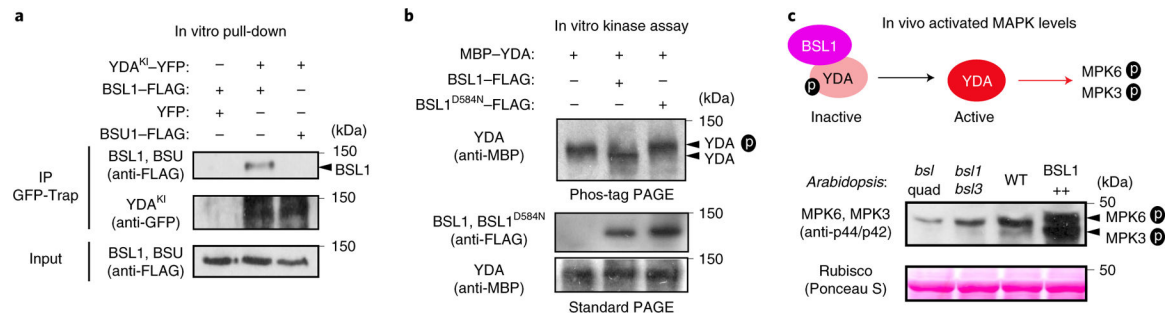 a
In vitro pull-down
YDA^KI–YFP: – + +
BSL1–FLAG: + + –
YFP: + – –
BSU1–FLAG: – – +
(kDa)
IP
GFP-Trap
BSL1, BSU
(anti-FLAG)
150
BSL1
YDA^KI
(anti-GFP)
150
Input
BSL1, BSU
(anti-FLAG)
150
b
In vitro kinase assay
MBP–YDA: + + +
BSL1–FLAG: +
BSL1^D584N–FLAG: +
(kDa)
150
YDA
(anti-MBP)
YDA p
YDA
Phos-tag PAGE
BSL1, BSL1^D584N
(anti-FLAG)
150
YDA
(anti-MBP)
150
Standard PAGE
c
In vivo activated MAPK levels
BSL1
YDA
p
Inactive
YDA
Active
MPK6 p
MPK3 p
Arabidopsis:
bsl
quad
bsl1
bsl3
WT
BSL1
++
(kDa)
50
MPK6, MPK3
(anti-p44/p42)
MPK6 p
MPK3 p
Rubisco
(Ponceau S)
50